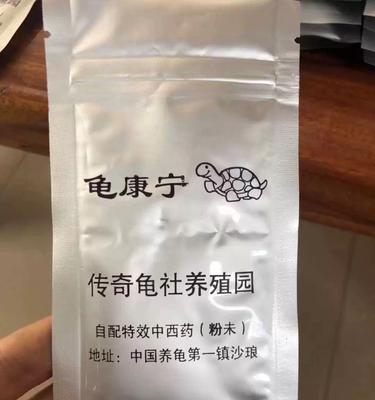 龟康宁
传奇龟社养殖园
自配特效中西药（粉未）
地址：中国养龟第一镇沙琅